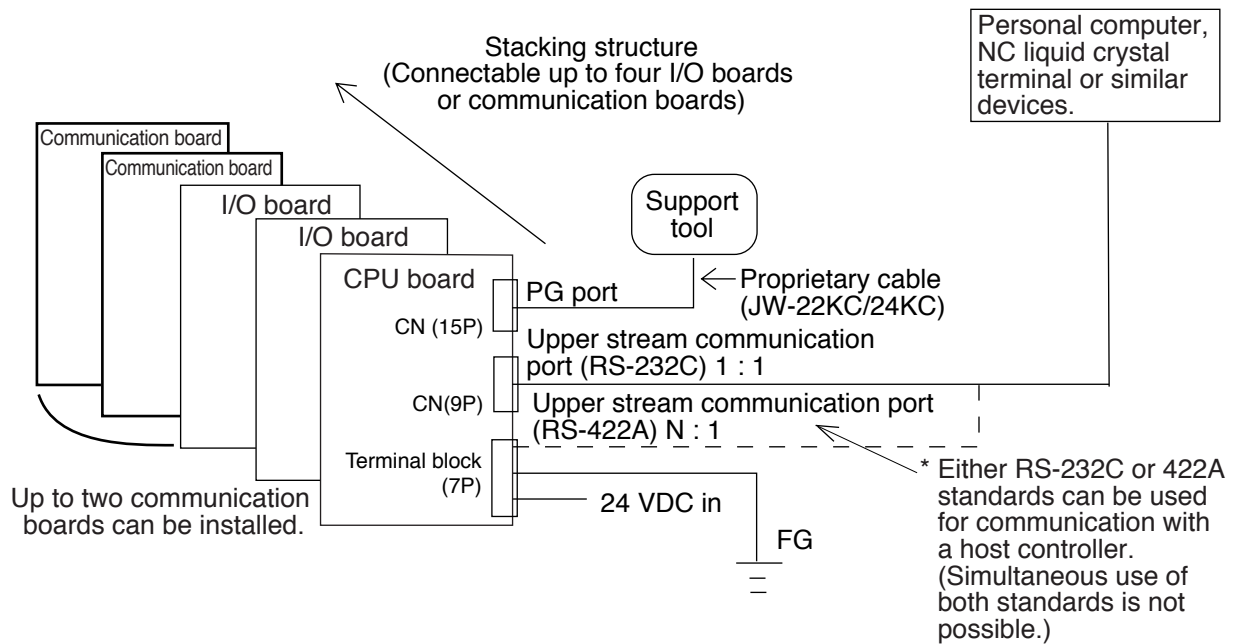 Stacking structure
(Connectable up to four I/O boards
or communication boards)
Personal computer,
NC liquid crystal
terminal or similar
devices.
Communication board
Communication board
I/O board
I/O board
CPU board
Support
tool
PG port
Proprietary cable
(JW-22KC/24KC)
CN (15P)
Upper stream communication
port (RS-232C) 1 : 1
CN(9P)
Upper stream communication port
(RS-422A) N : 1
Terminal block
(7P)
24 VDC in
FG
Up to two communication
boards can be installed.
* Either RS-232C or 422A
standards can be used
for communication with
a host controller.
(Simultaneous use of
both standards is not
possible.)